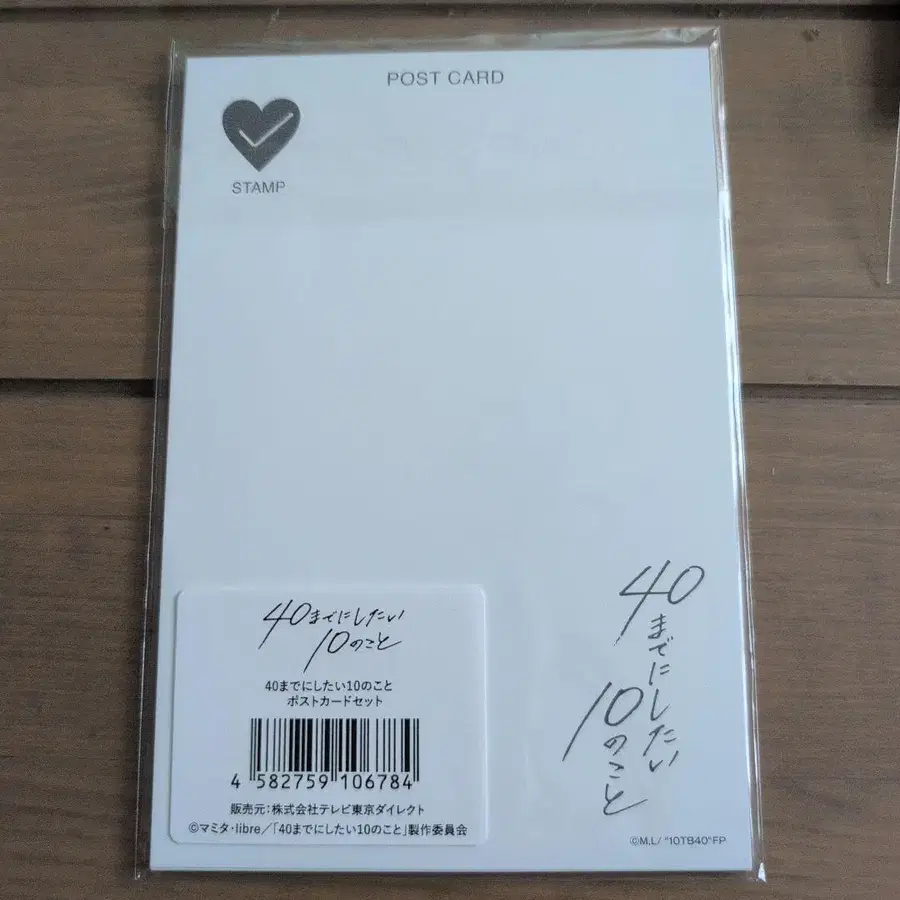 POST CARD
STAMP
40までにしたい
10のこと
40までにしたい10のこと
ポストカードセット
4 582759 106784
販売元：株式会社テレビ東京ダイレクト
©マミタ・libre／「40までにしたい10のこと」製作委員会
40までにしたい
10のこと
©M.L/ "10TB40"FP